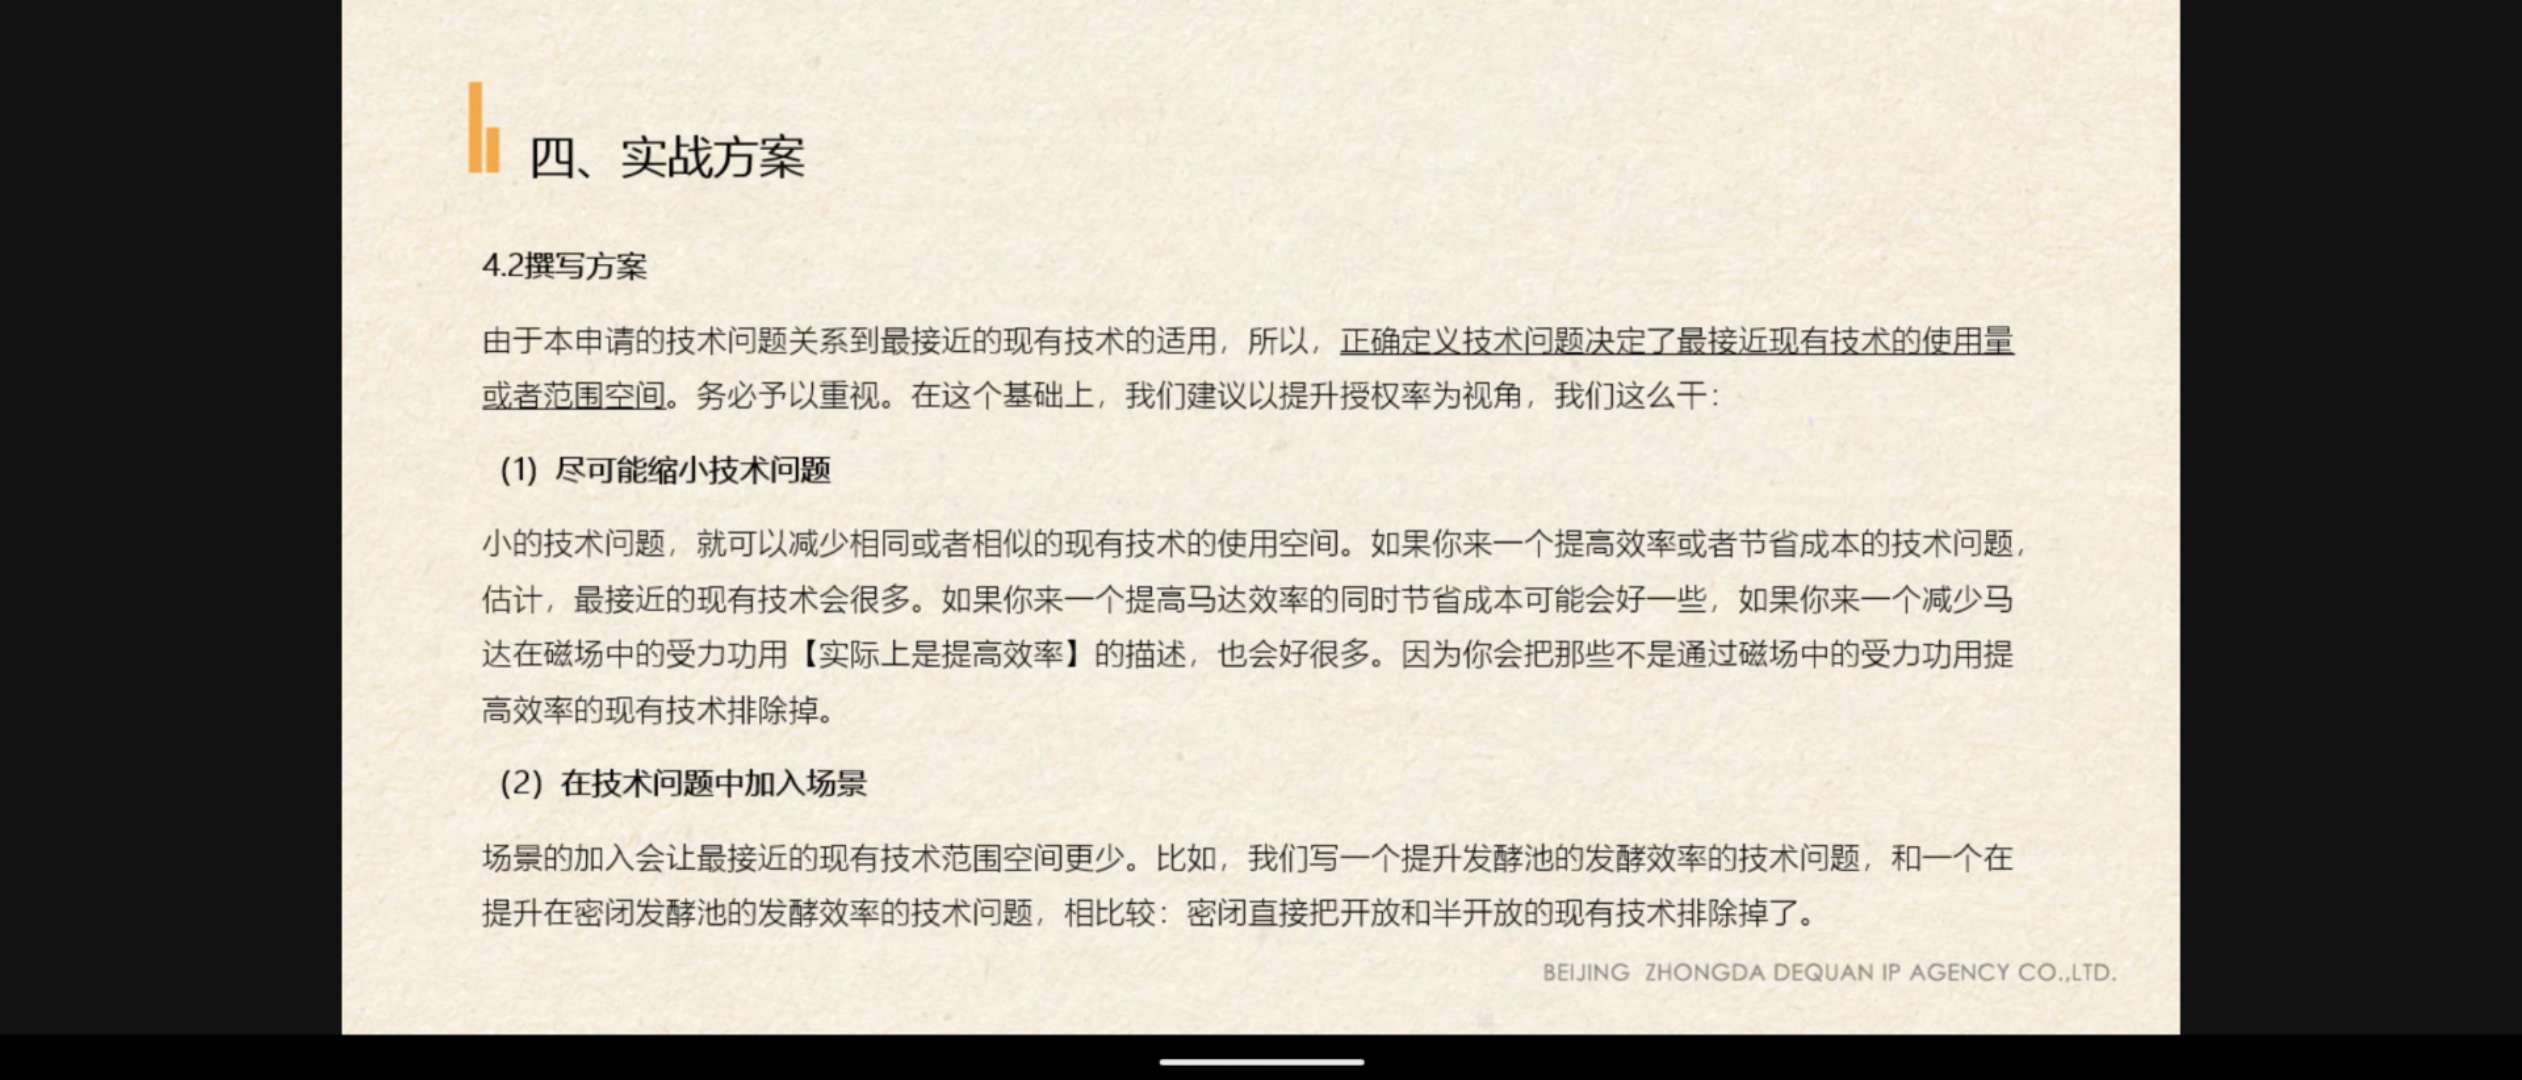 四、实战方案
4.2撰写方案
由于本申请的技术问题关系到最接近的现有技术的适用，所以，正确定义技术问题决定了最接近现有技术的使用量
或者范围空间。务必予以重视。在这个基础上，我们建议以提升授权率为视角，我们这么干：
（1）尽可能缩小技术问题
小的技术问题，就可以减少相同或者相似的现有技术的使用空间。如果你来一个提高效率或者节省成本的技术问题，
估计，最接近的现有技术会很多。如果你来一个提高马达效率的同时节省成本可能会好一些，如果你来一个减少马
达在磁场中的受力功用【实际上是提高效率】的描述，也会好很多。因为你会把那些不是通过磁场中的受力功用提
高效率的现有技术排除掉。
（2）在技术问题中加入场景
场景的加入会让最接近的现有技术范围空间更少。比如，我们写一个提升发酵池的发酵效率的技术问题，和一个在
提升在密闭发酵池的发酵效率的技术问题，相比较：密闭直接把开放和半开放的现有技术排除掉了。
BEIJING ZHONGDA DEQUAN IP AGENCY CO.,LTD.